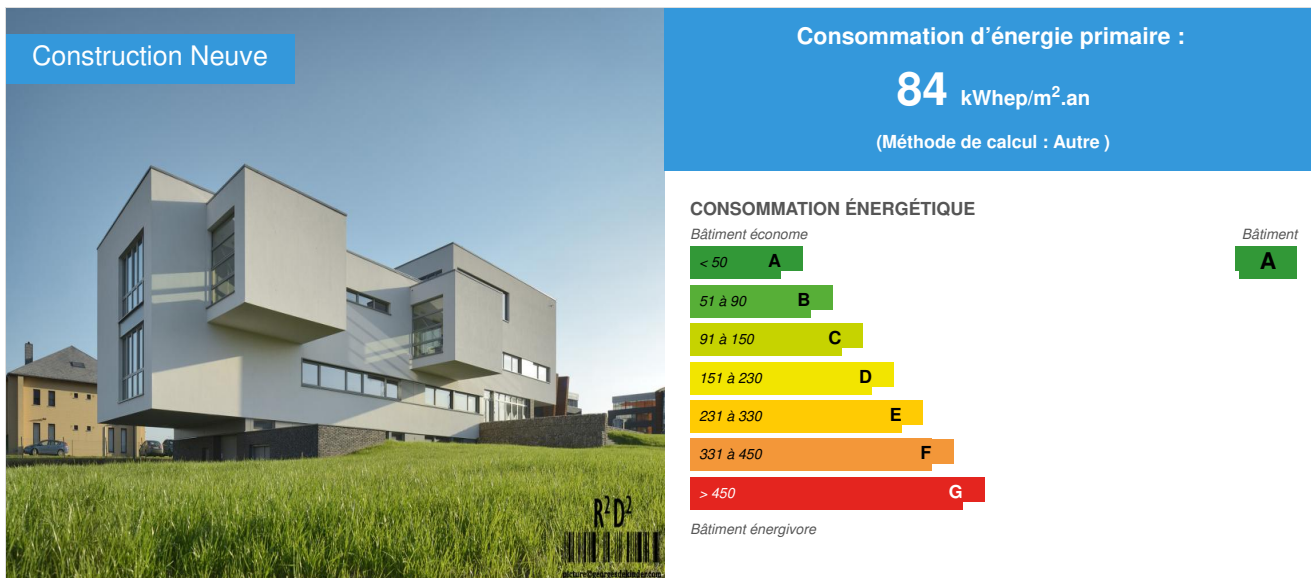 Construction Neuve
R²D²
Consommation d'énergie primaire :
84 kWhep/m².an
(Méthode de calcul : Autre )
CONSOMMATION ÉNERGÉTIQUE
Bâtiment économe
Bâtiment
< 50 A
A
51 à 90 B
91 à 150 C
151 à 230 D
231 à 330 E
331 à 450 F
> 450 G
Bâtiment énergivore